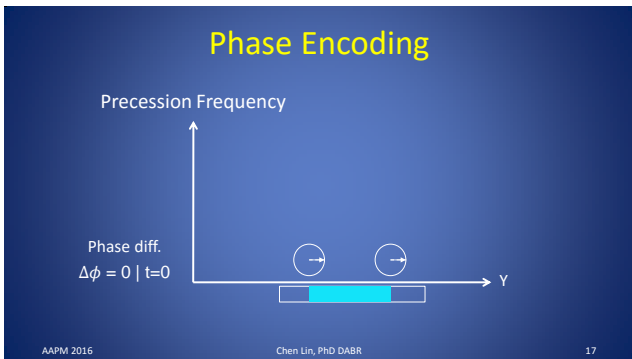 Phase Encoding
Precession Frequency
Phase diff.
Δϕ = 0 | t=0
Y
AAPM 2016
Chen Lin, PhD DABR
17